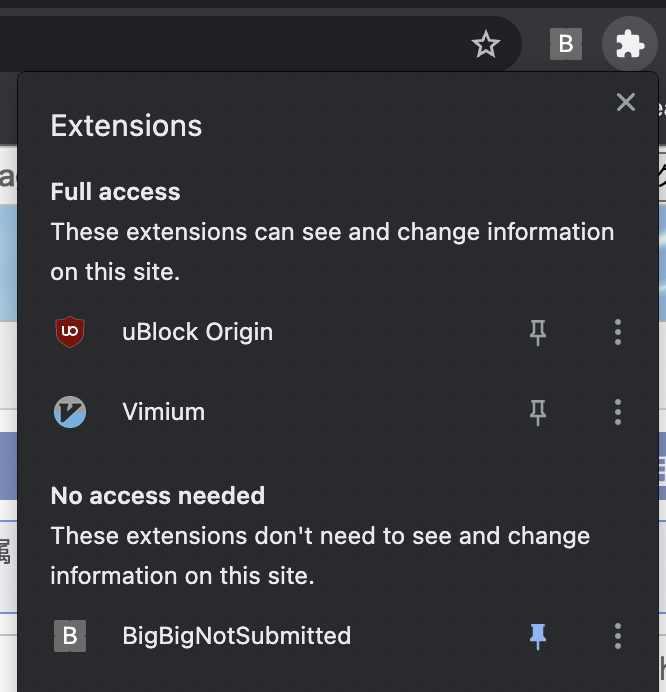 B
Extensions
Full access
These extensions can see and change information
on this site.
uBlock Origin
Vimium
No access needed
These extensions don't need to see and change
information on this site.
B BigBigNotSubmitted